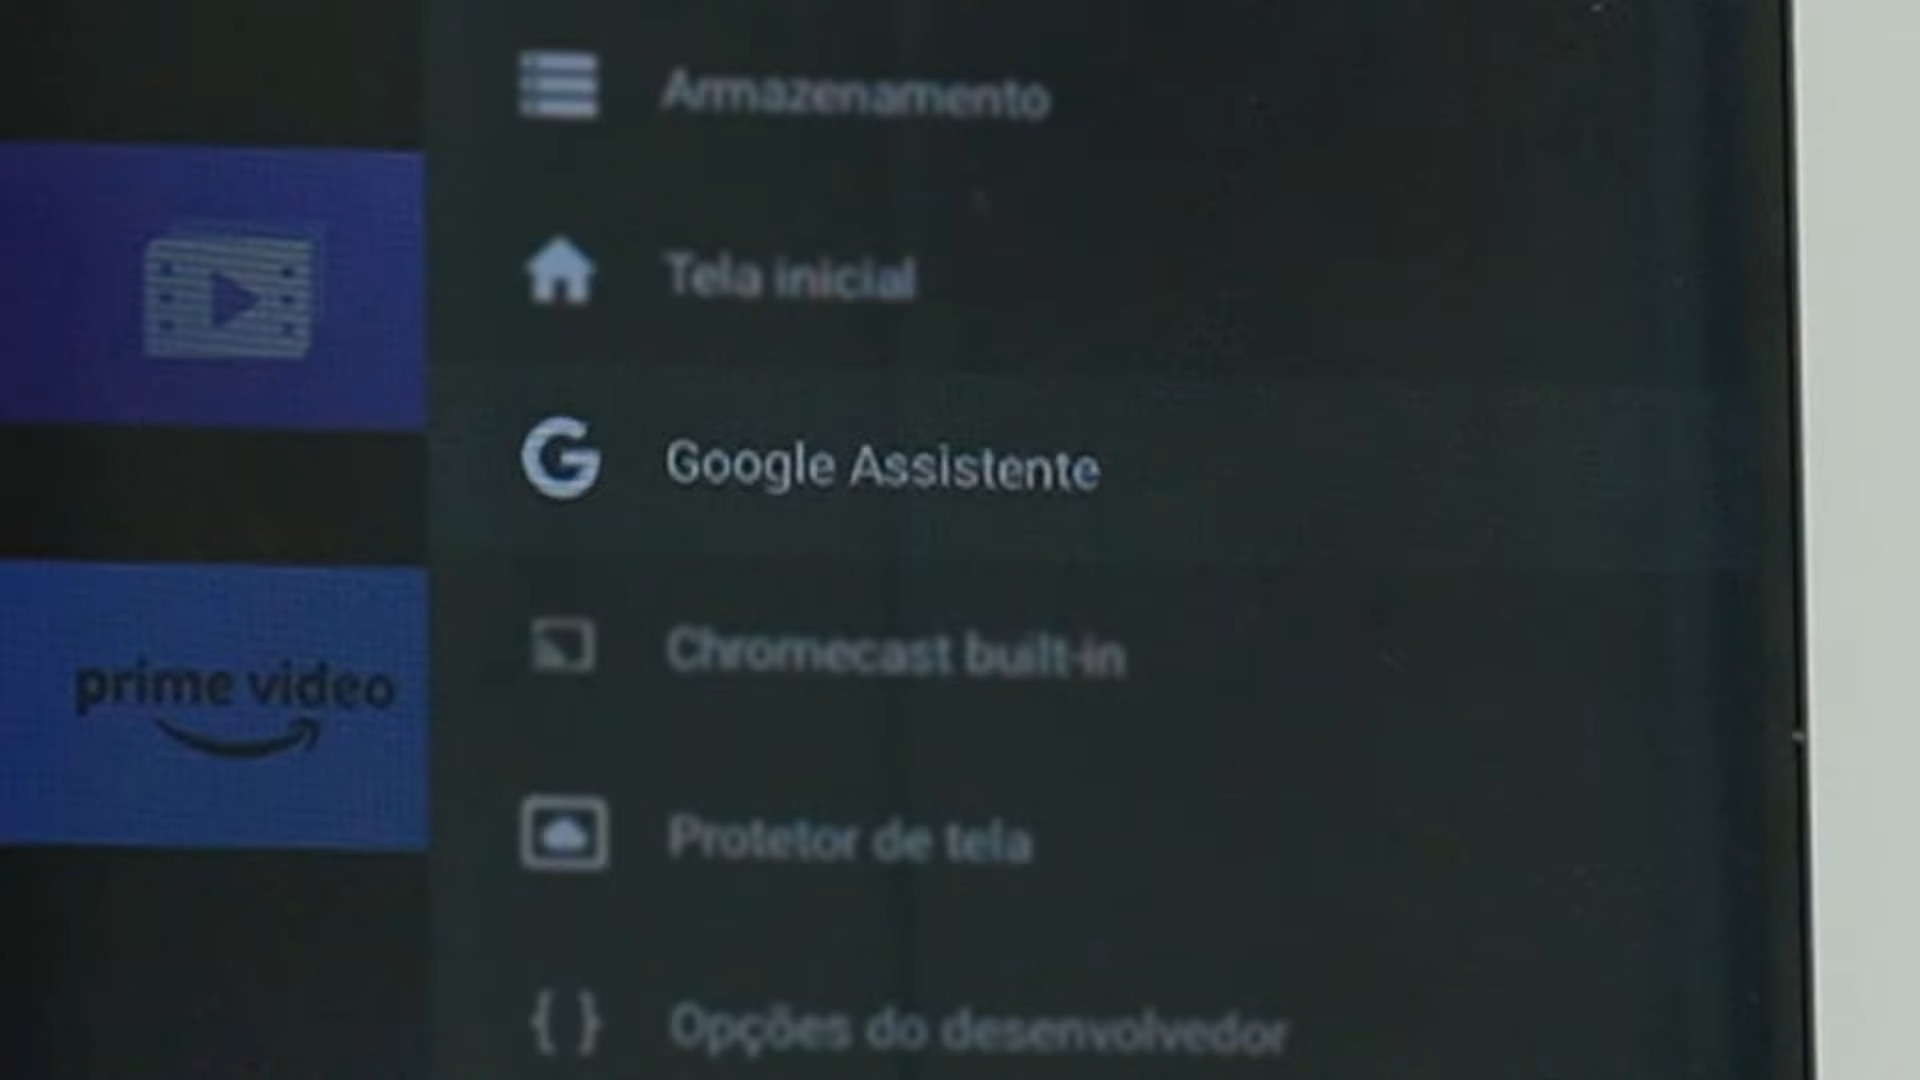 Armazenamento
Tela inicial
Google Assistente
Chromecast built-in
prime video
Protetor de tela
Opções do desenvolvedor